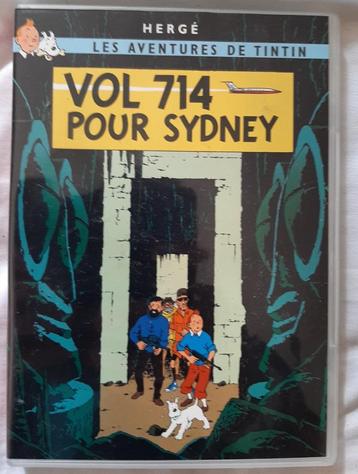 HERGÉ
LES AVENTURES DE TINTIN
VOL 714
POUR SYDNEY